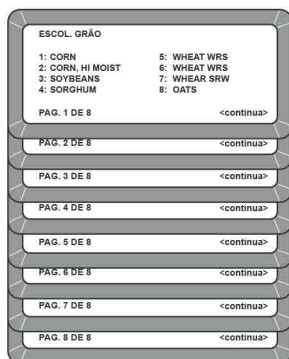 ESCOL. GRÃO
1: CORN
2: CORN, HI MOIST
3: SOYBEANS
4: SORGHUM
5: WHEAT WRS
6: WHEAT WRS
7: WHEAR SRW
8: OATS
PAG. 1 DE 8 <continua>
PAG. 2 DE 8 <continua>
PAG. 3 DE 8 <continua>
PAG. 4 DE 8 <continua>
PAG. 5 DE 8 <continua>
PAG. 6 DE 8 <continua>
PAG. 7 DE 8 <continua>
PAG. 8 DE 8 <continua>